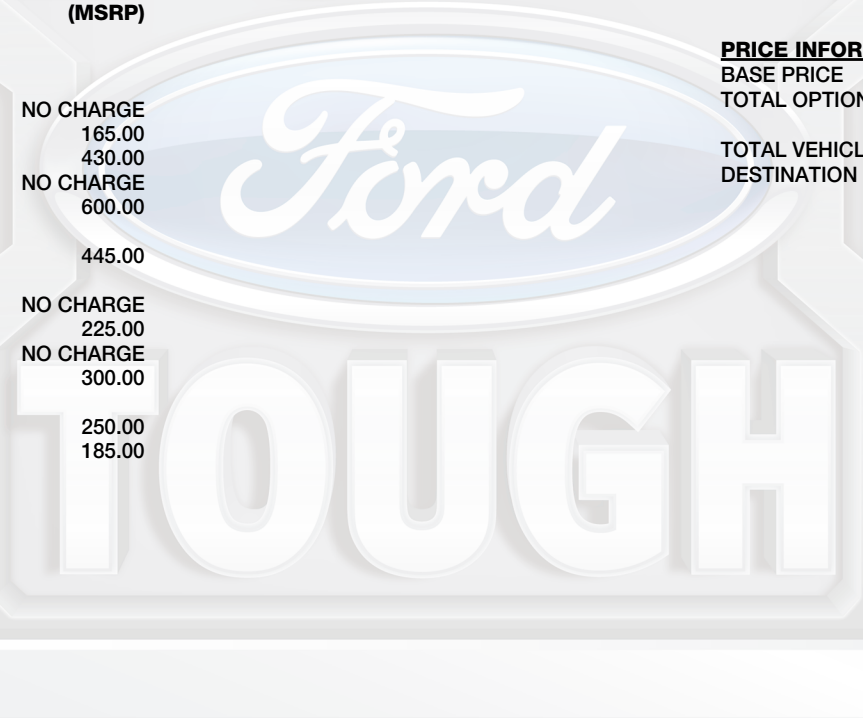 (MSRP)
NO CHARGE
165.00
430.00
NO CHARGE
600.00
445.00
NO CHARGE
225.00
NO CHARGE
300.00
250.00
185.00
PRICE INFOR
BASE PRICE
TOTAL OPTION
TOTAL VEHICL
DESTINATION
Ford
TOUGH